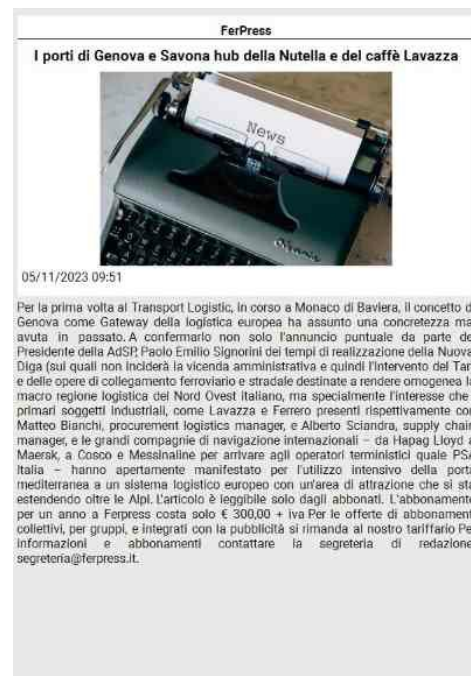 FerPress
I porti di Genova e Savona hub della Nutella e del caffè Lavazza
News
Olivetti
05/11/2023 09:51
Per la prima volta al Transport Logistic, in corso a Monaco di Baviera, il concetto d
Genova come Gateway della logistica europea ha assunto una concretezza ma
avuta in passato. A confermarlo non solo l'annuncio puntuale da parte de
Presidente della AdSP, Paolo Emilio Signorini dei tempi di realizzazione della Nuova
Diga (sui quali non inciderà la vicenda amministrativa e quindi l'intervento del Tar
e delle opere di collegamento ferroviario e stradale destinate a rendere omogenea la
macro regione logistica del Nord Ovest italiano, ma specialmente l'interesse che
primari soggetti industriali, come Lavazza e Ferrero presenti rispettivamente con
Matteo Bianchi, procurement logistics manager, e Alberto Sciandra, supply chain
manager, e le grandi compagnie di navigazione internazionali – da Hapag Lloyd a
Maersk, a Cosco e Messinaline per arrivare agli operatori terministici quale PSA
Italia – hanno apertamente manifestato per l'utilizzo intensivo della porta
mediterranea a un sistema logistico europeo con un'area di attrazione che si sta
estendendo oltre le Alpi. L'articolo è leggibile solo dagli abbonati. L'abbonamento
per un anno a Ferpress costa solo € 300,00 + iva Per le offerte di abbonament
collettivi, per gruppi, e integrati con la pubblicità si rimanda al nostro tariffario Pe
informazioni e abbonamenti contattare la segreteria di redazione
segreteria@ferpress.it.